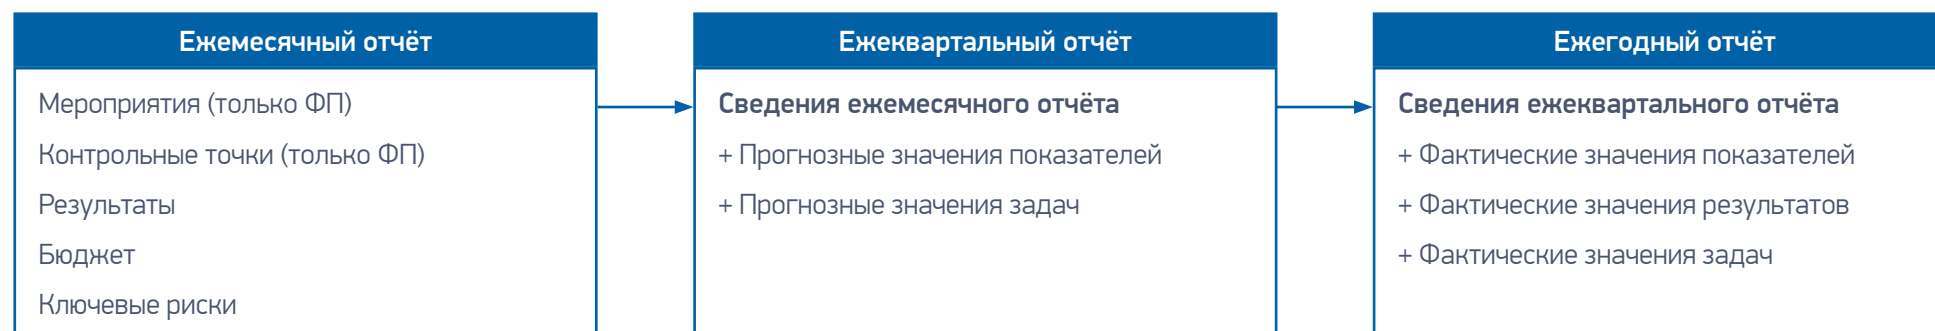 Ежемесячный отчёт
Мероприятия (только ФП)
Контрольные точки (только ФП)
Результаты
Бюджет
Ключевые риски
Ежеквартальный отчёт
Сведения ежемесячного отчёта
+ Прогнозные значения показателей
+ Прогнозные значения задач
Ежегодный отчёт
Сведения ежеквартального отчёта
+ Фактические значения показателей
+ Фактические значения результатов
+ Фактические значения задач